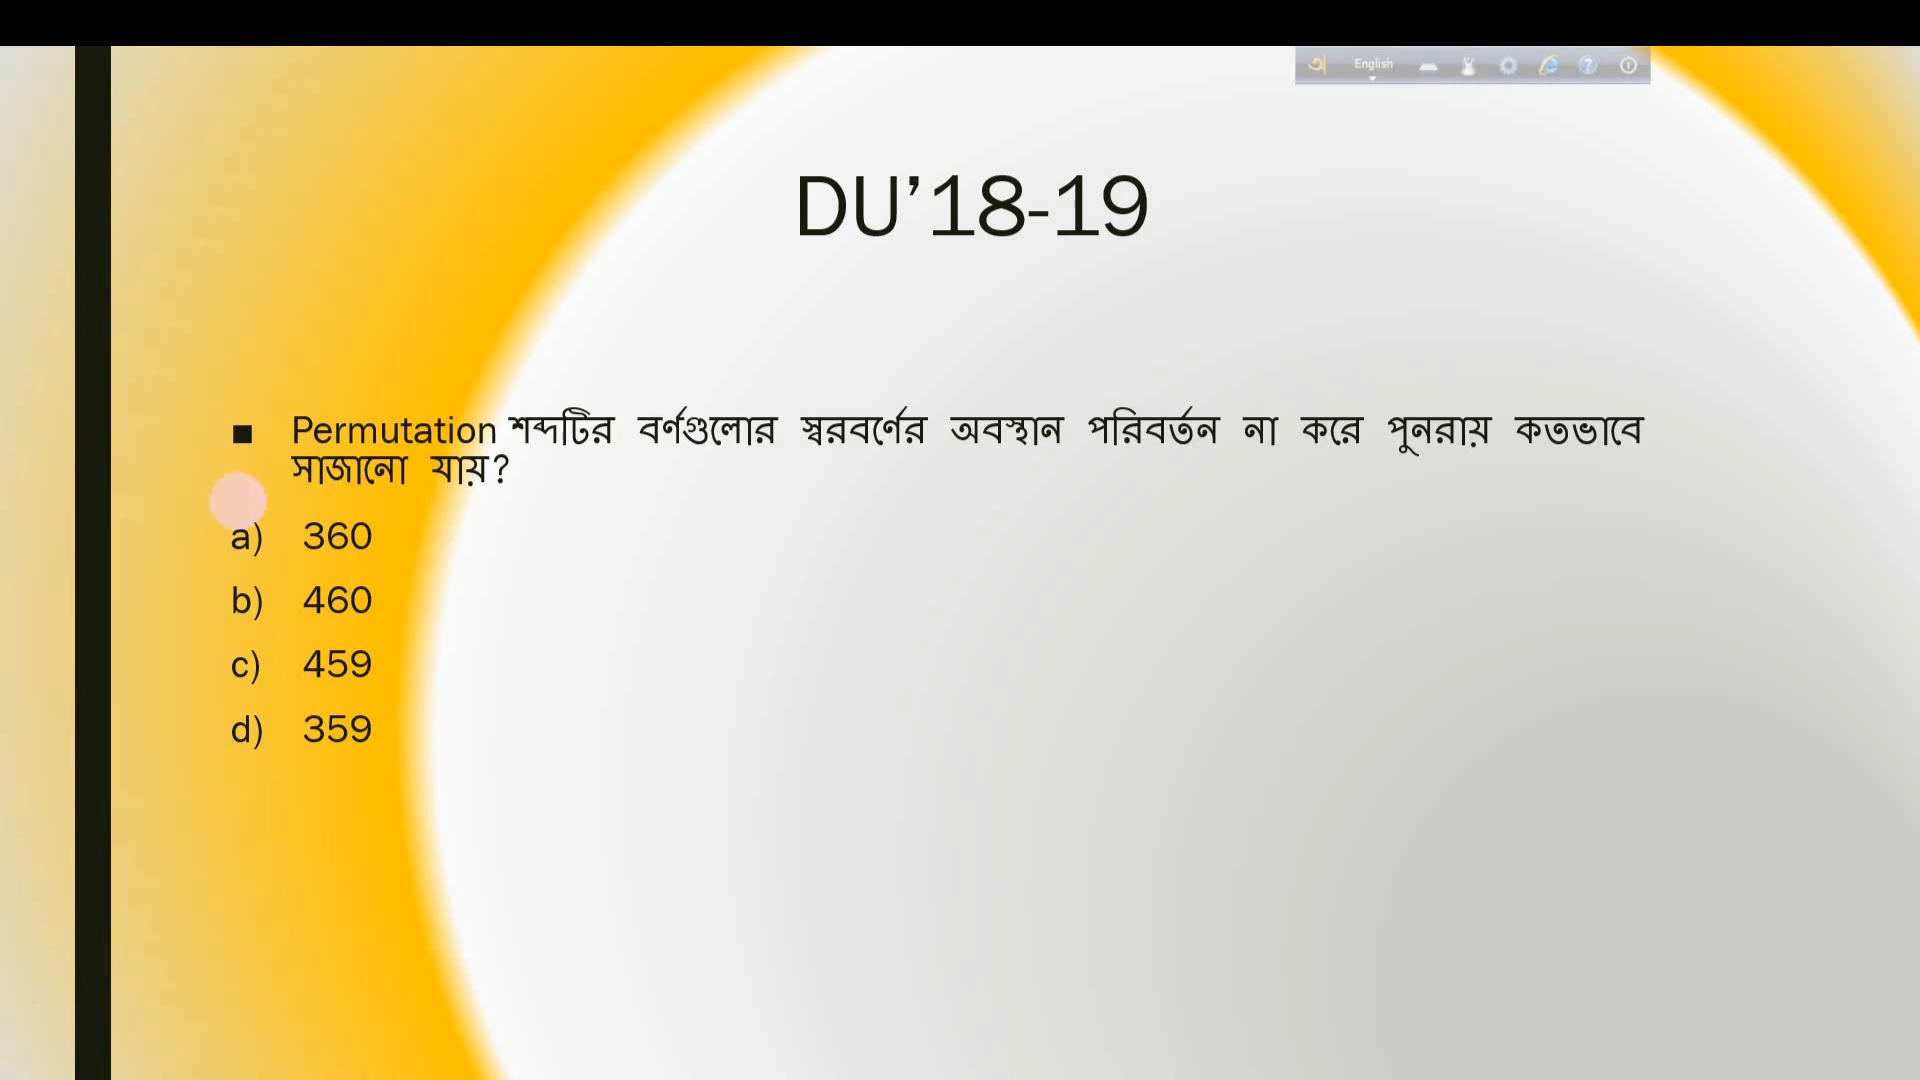 English
DU’18-19
■ Permutation শব্দটির বর্ণগুলোর স্বরবর্ণের অবস্থান পরিবর্তন না করে পুনরায় কতভাবে
সাজানো যায়?
a) 360
b) 460
c) 459
d) 359